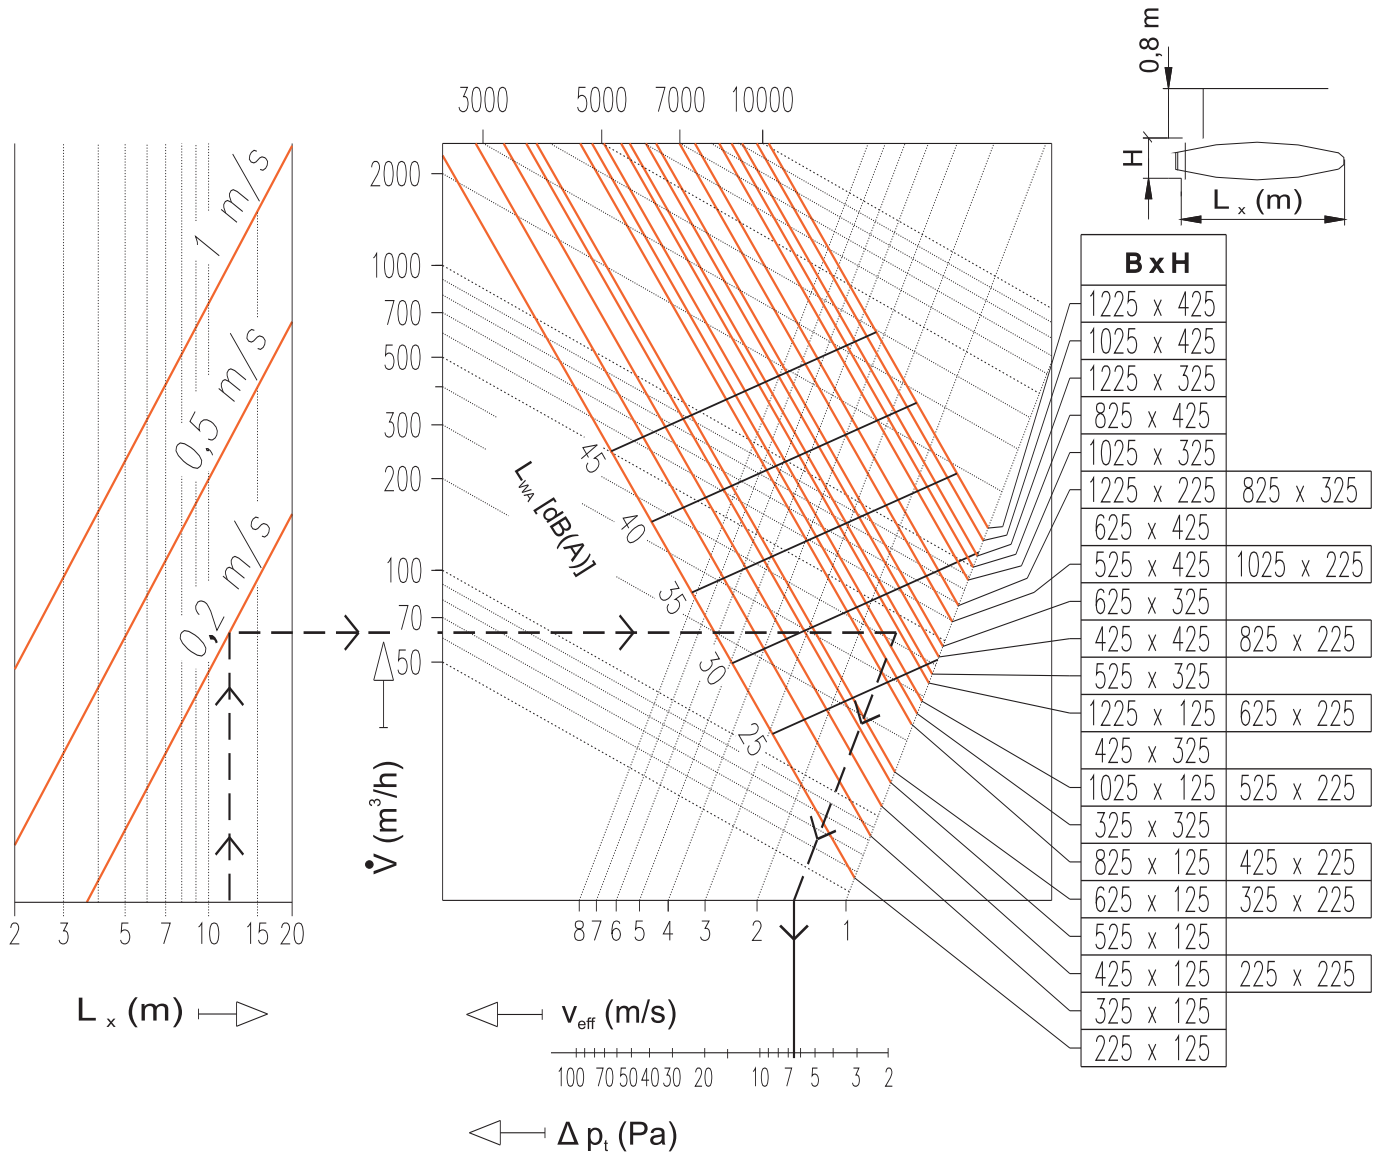 0,8 m
H
L x (m)
3000 5000 7000 10000
2000
1000
700
500
300
200
100
70
60
50
1 m/s
0,5 m/s
0,2 m/s
45
40
35
30
25
LWA [dB(A)]
V̇ (m³/h)
2 3 5 7 10 15 20
L x (m)
8 7 6 5 4 3 2 1
veff (m/s)
100 70 50 40 30 20 10 7 5 3 2
Δ pt (Pa)
B x H
1225 x 425
1025 x 425
1225 x 325
825 x 425
1025 x 325
1225 x 225 825 x 325
625 x 425
525 x 425 1025 x 225
625 x 325
425 x 425 825 x 225
525 x 325
1225 x 125 625 x 225
425 x 325
1025 x 125 525 x 225
325 x 325
825 x 125 425 x 225
625 x 125 325 x 225
525 x 125
425 x 125 225 x 225
325 x 125
225 x 125